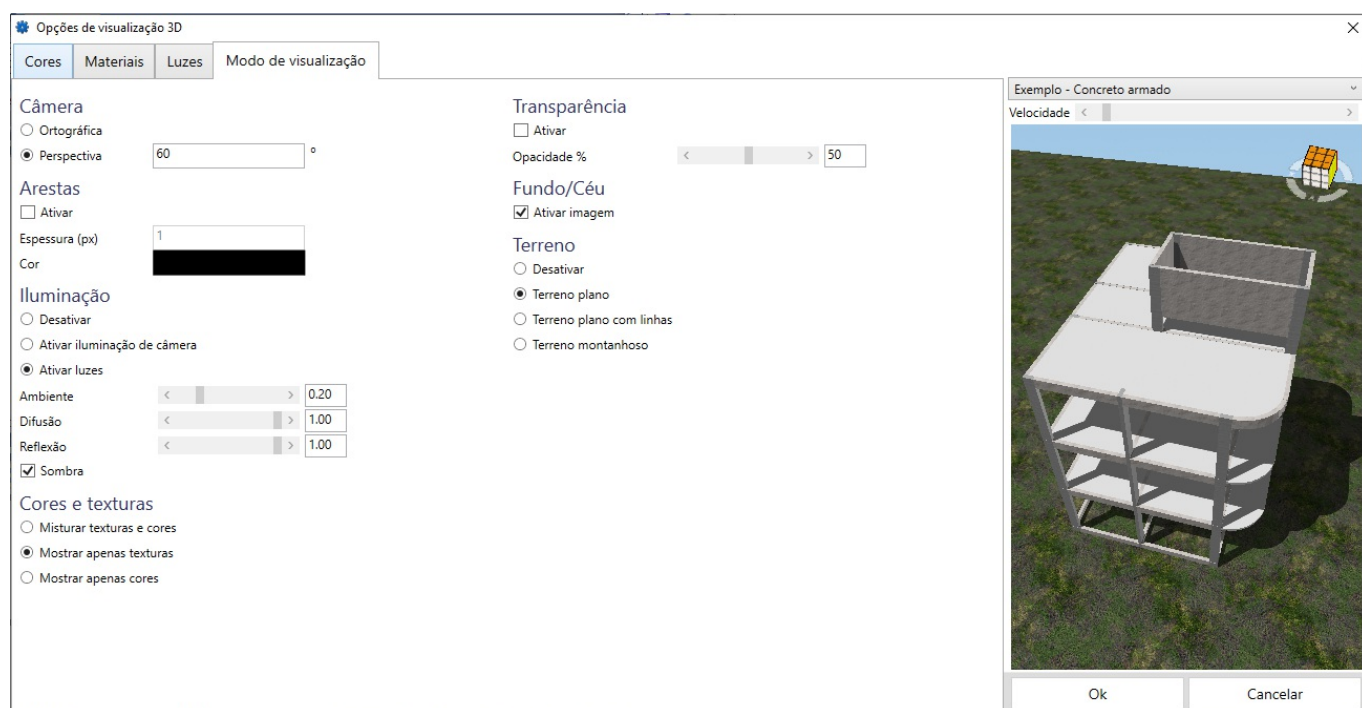 Opções de visualização 3D
Cores Materiais Luzes Modo de visualização
Câmera
Ortográfica
Perspectiva 60 º
Arestas
Ativar
Espessura (px) 1
Cor
Iluminação
Desativar
Ativar iluminação de câmera
Ativar luzes
Ambiente 0.20
Difusão 1.00
Reflexão 1.00
Sombra
Cores e texturas
Misturar texturas e cores
Mostrar apenas texturas
Mostrar apenas cores
Transparência
Ativar
Opacidade % 50
Fundo/Céu
Ativar imagem
Terreno
Desativar
Terreno plano
Terreno plano com linhas
Terreno montanhoso
Exemplo - Concreto armado
Velocidade
Ok Cancelar